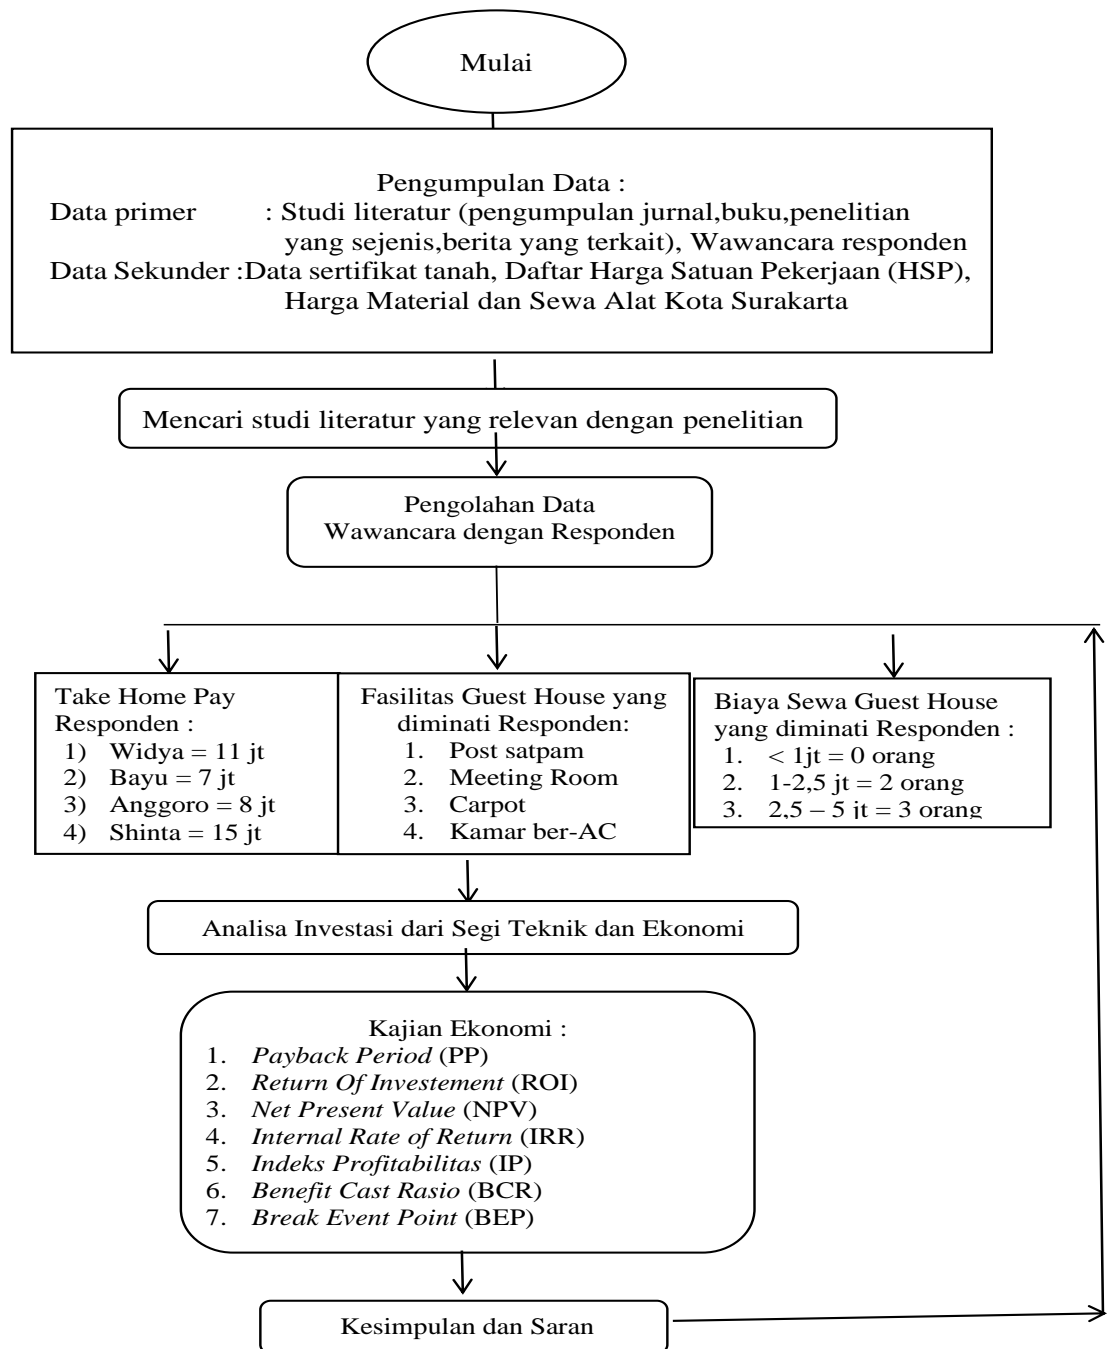 Mulai
Pengumpulan Data :
Data primer : Studi literatur (pengumpulan jurnal,buku,penelitian
yang sejenis,berita yang terkait), Wawancara responden
Data Sekunder :Data sertifikat tanah, Daftar Harga Satuan Pekerjaan (HSP),
Harga Material dan Sewa Alat Kota Surakarta
Mencari studi literatur yang relevan dengan penelitian
Pengolahan Data
Wawancara dengan Responden
Take Home Pay
Responden :
1) Widya = 11 jt
2) Bayu = 7 jt
3) Anggoro = 8 jt
4) Shinta = 15 jt
Fasilitas Guest House yang
diminati Responden:
1. Post satpam
2. Meeting Room
3. Carpot
4. Kamar ber-AC
Biaya Sewa Guest House
yang diminati Responden :
1. < 1jt = 0 orang
2. 1-2,5 jt = 2 orang
3. 2,5 – 5 jt = 3 orang
Analisa Investasi dari Segi Teknik dan Ekonomi
Kajian Ekonomi :
1. Payback Period (PP)
2. Return Of Investement (ROI)
3. Net Present Value (NPV)
4. Internal Rate of Return (IRR)
5. Indeks Profitabilitas (IP)
6. Benefit Cast Rasio (BCR)
7. Break Event Point (BEP)
Kesimpulan dan Saran